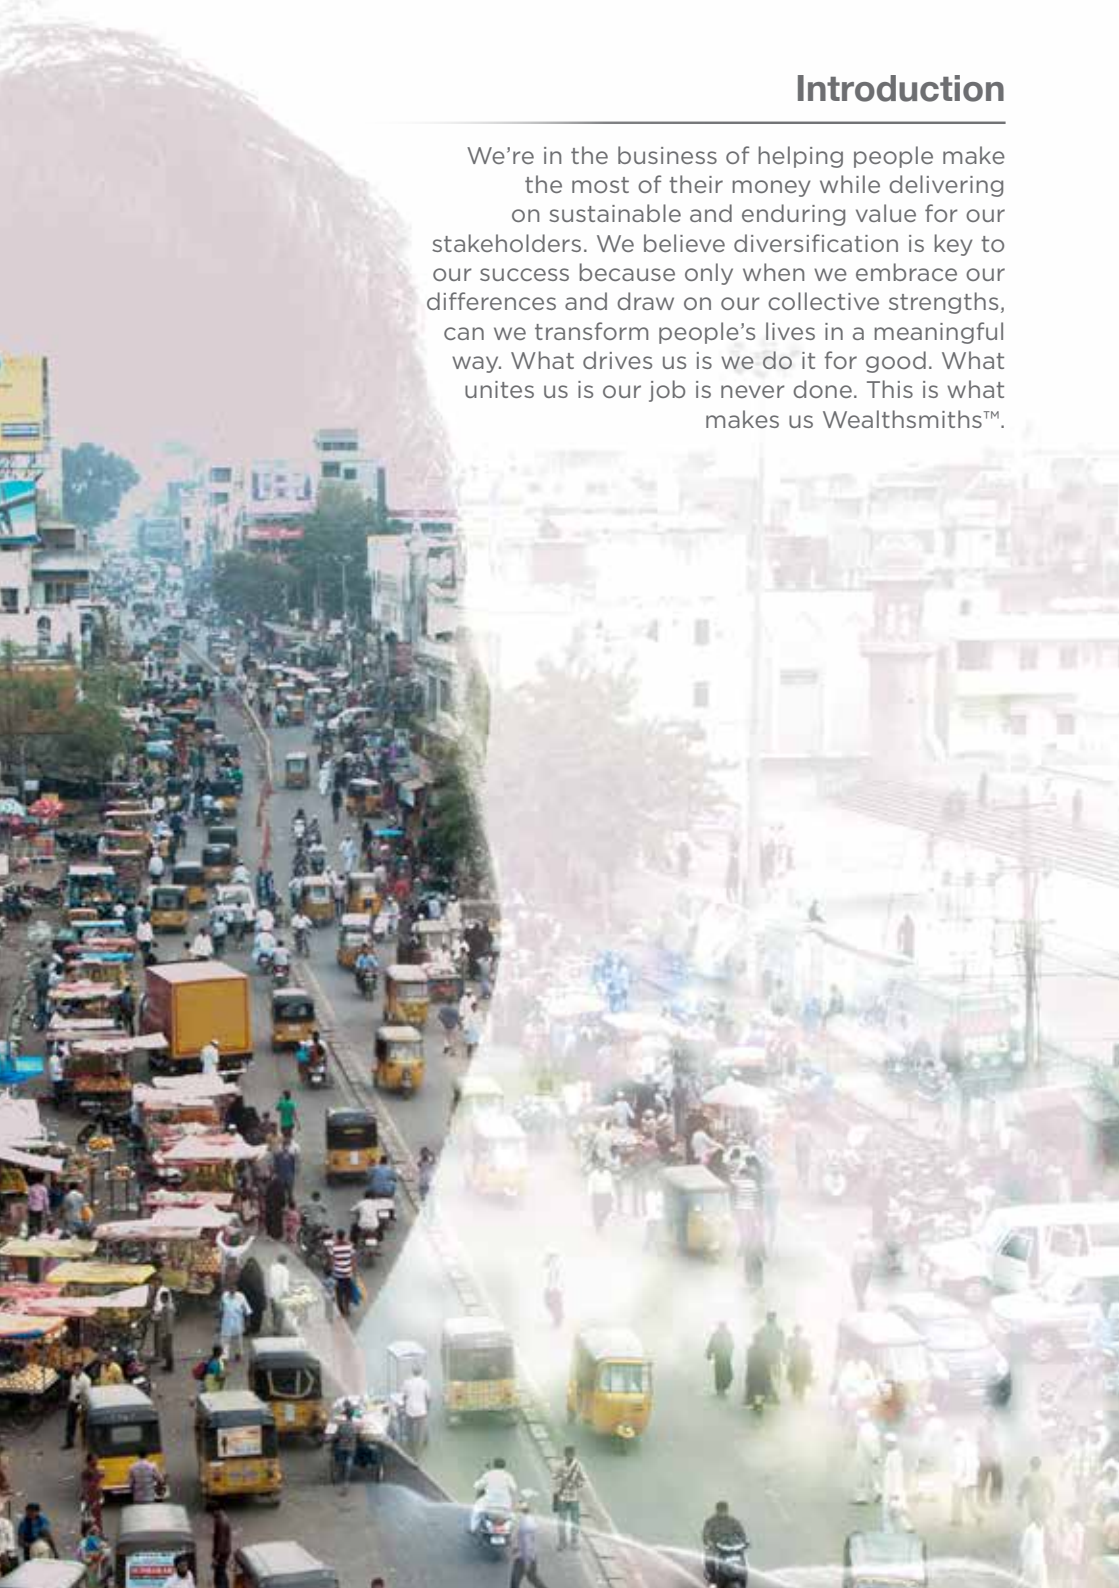 Introduction
We’re in the business of helping people make
the most of their money while delivering
on sustainable and enduring value for our
stakeholders. We believe diversification is key to
our success because only when we embrace our
differences and draw on our collective strengths,
can we transform people’s lives in a meaningful
way. What drives us is we do it for good. What
unites us is our job is never done. This is what
makes us Wealthsmiths™.